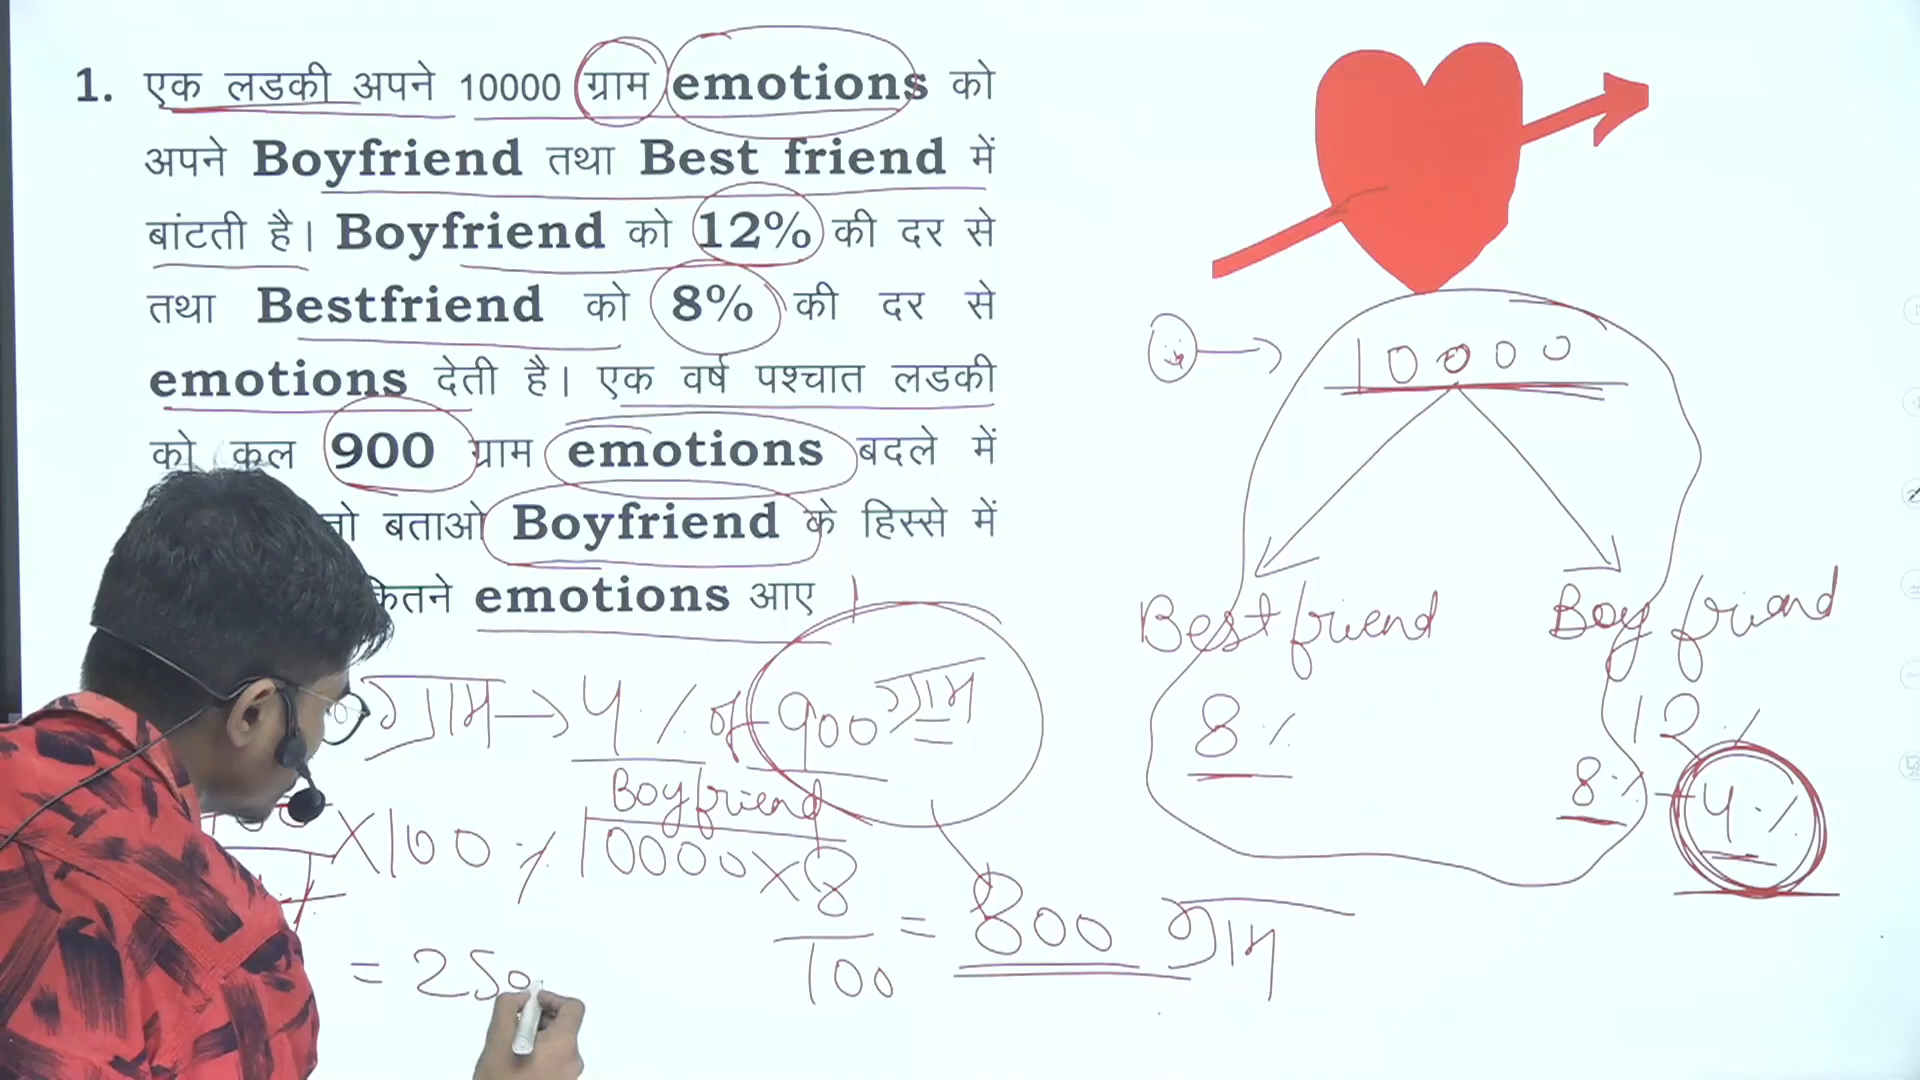 1. एक लडकी अपने 10000 ग्राम emotions को
अपने Boyfriend तथा Best friend में
बांटती है। Boyfriend को 12% की दर से
तथा Bestfriend को 8% की दर से
emotions देती है। एक वर्ष पश्चात लडकी
को कुल 900 ग्राम emotions बदले में
तो बताओ Boyfriend के हिस्से में
कितने emotions आए
10000
Best friend
Boy friend
8%
12%
8% + 4%
ग्राम → 4% of 900 ग्राम
Boyfriend
×100%
10000×8
100
= 800 ग्राम
= 250